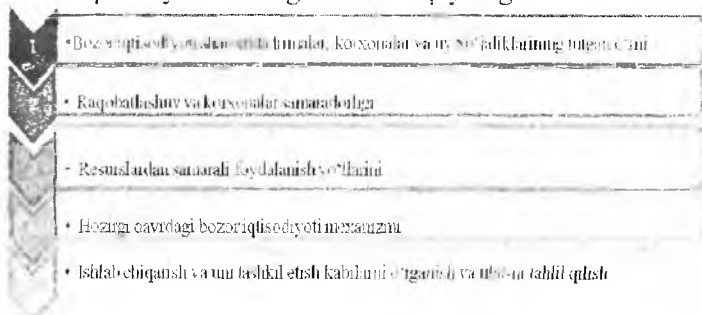 1
•Bozor iqtisodiyoti sharoitida firmalar, korxonalar va uy xo'jaliklarining tutgan o'rni
• Raqobatlashuv va korxonalar samaradorligi
• Resurslardan samarali foydalanish yo'llarini
• Hozirgi davrdagi bozor iqtisodiyoti mexanizmi
• Ishlab chiqarish va uni tashkil etish kabilarni o'rganish va tahlil qilish